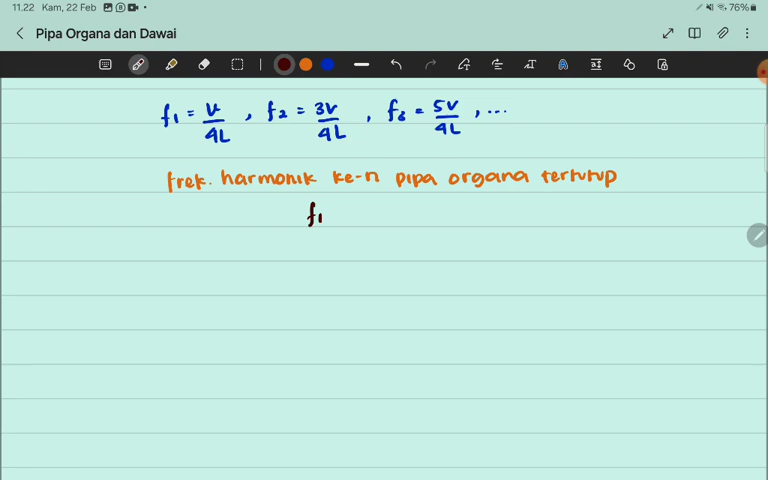 11.22 Kam, 22 Feb 76%
Pipa Organa dan Dawai
f₁ = v/4L , f₂ = 3v/4L , f₃ = 5v/4L , ...
frek. harmonik ke-n pipa organa tertutup
f₁